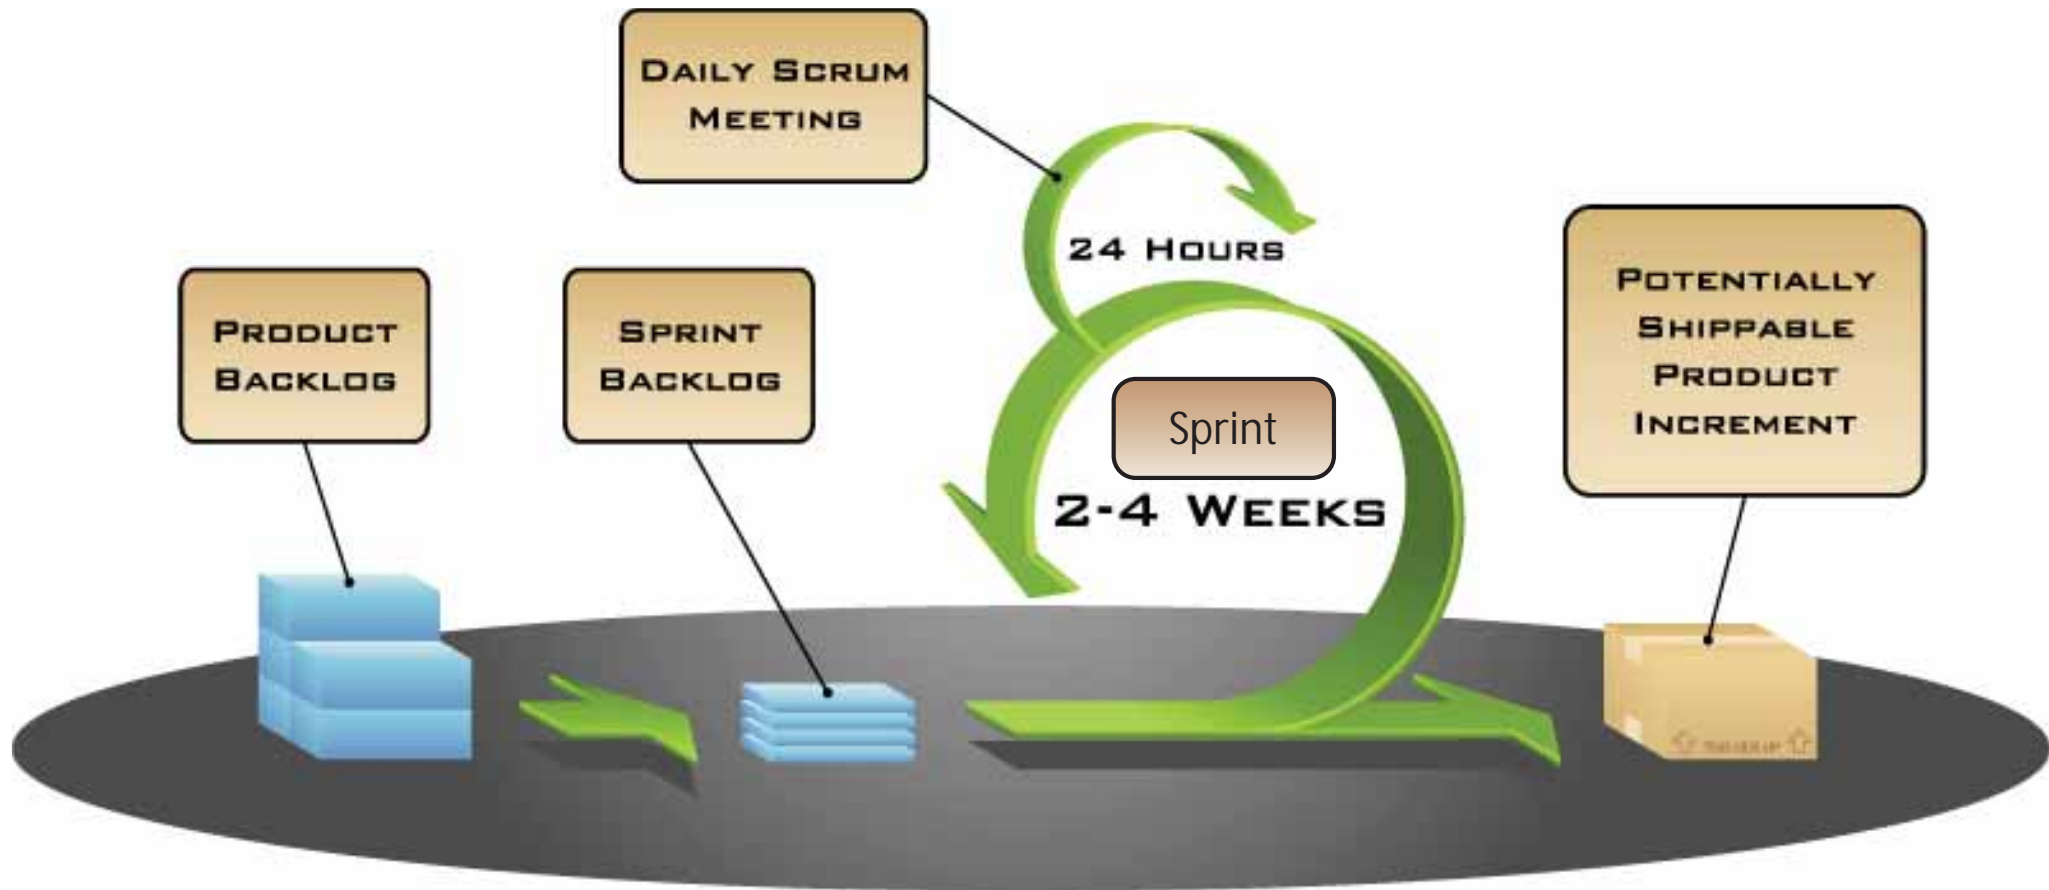 DAILY SCRUM
MEETING
24 HOURS
PRODUCT
BACKLOG
SPRINT
BACKLOG
Sprint
2-4 WEEKS
POTENTIALLY
SHIPPABLE
PRODUCT
INCREMENT